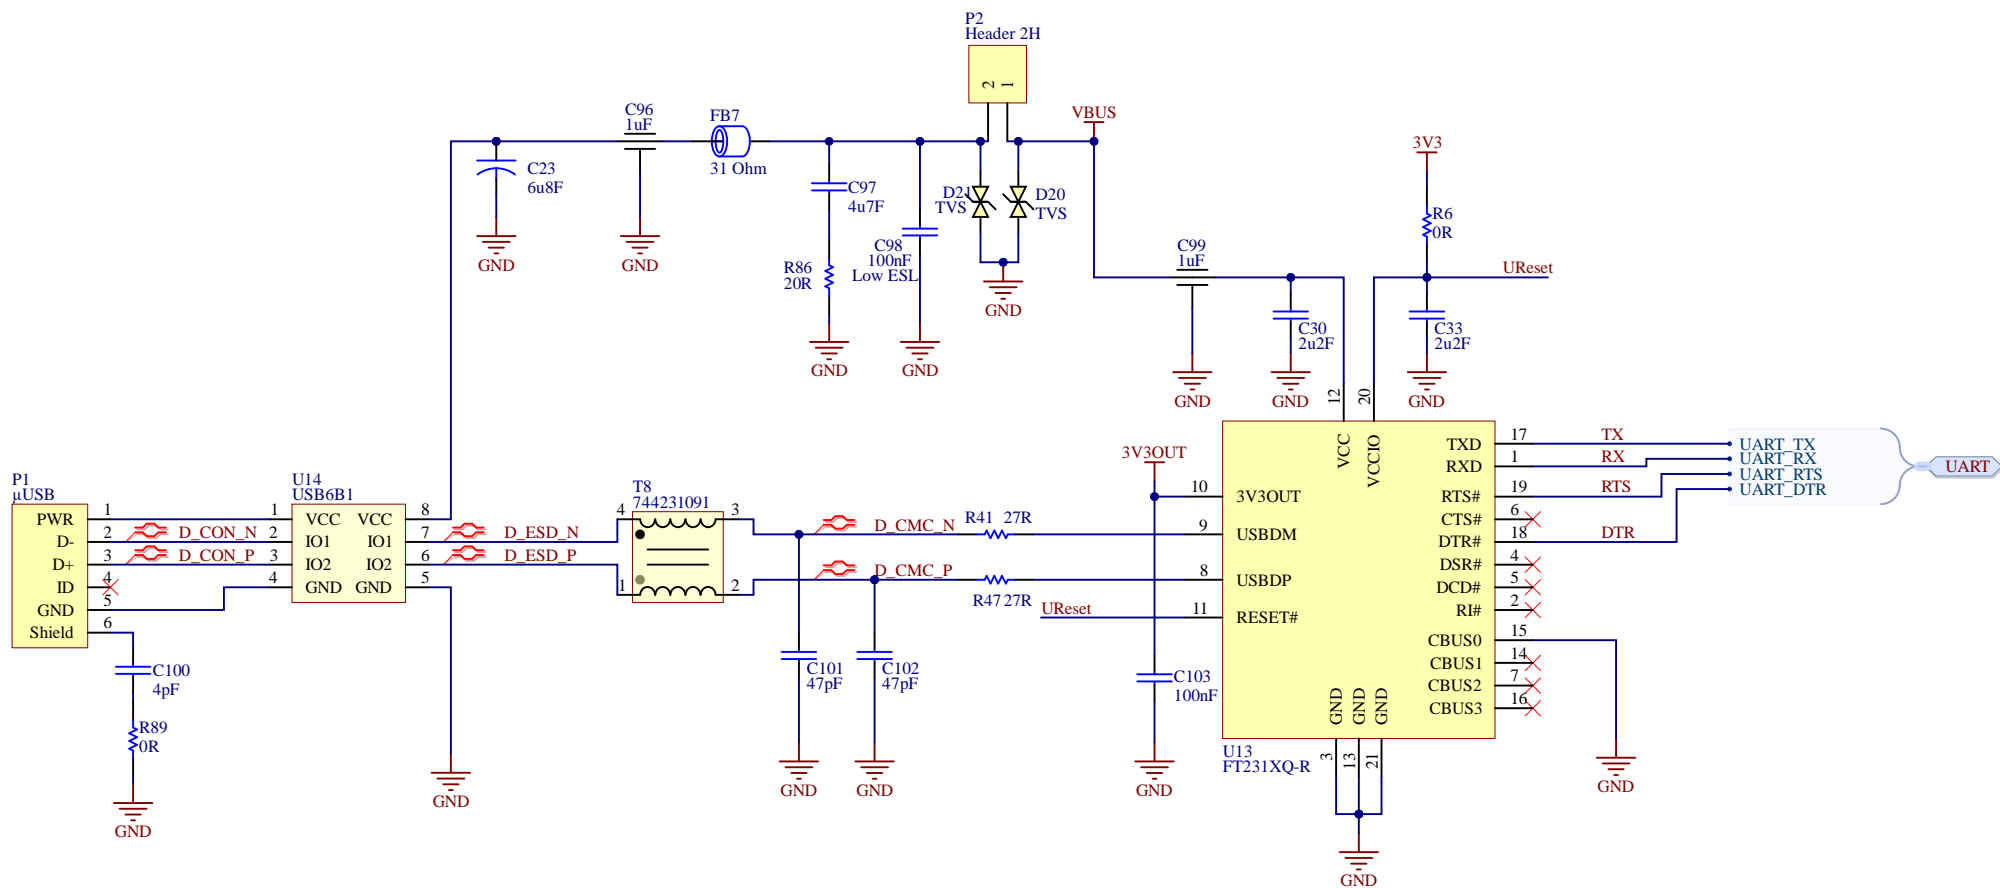 P2
Header 2H
2 1
VBUS
C96
1uF
FB7
31 Ohm
C23
6u8F
GND
GND
C97
4u7F
R86
20R
GND
C98
100nF
Low ESL
GND
D21
TVS
D20
TVS
GND
C99
1uF
GND
C30
2u2F
GND
3V3
R6
0R
UReset
C33
2u2F
GND
P1
µUSB
PWR 1
D- 2
D+ 3
ID 4
GND 5
Shield 6
D_CON_N
D_CON_P
C100
4pF
R89
0R
GND
U14
USB6B1
1 VCC VCC 8
2 IO1 IO1 7
3 IO2 IO2 6
4 GND GND 5
GND
D_ESD_N
D_ESD_P
T8
744231091
4 3
1 2
D_CMC_N
D_CMC_P
R41 27R
R47 27R
UReset
C101
47pF
GND
C102
47pF
GND
3V3OUT
C103
100nF
GND
12 20
VCC VCCIO
10 3V3OUT
9 USBDM
8 USBDP
11 RESET#
TXD 17
RXD 1
RTS# 19
CTS# 6
DTR# 18
DSR# 4
DCD# 5
RI# 2
CBUS0 15
CBUS1 14
CBUS2 7
CBUS3 16
GND GND GND
3 13 21
U13
FT231XQ-R
GND
GND
TX
RX
RTS
DTR
UART_TX
UART_RX
UART_RTS
UART_DTR
UART